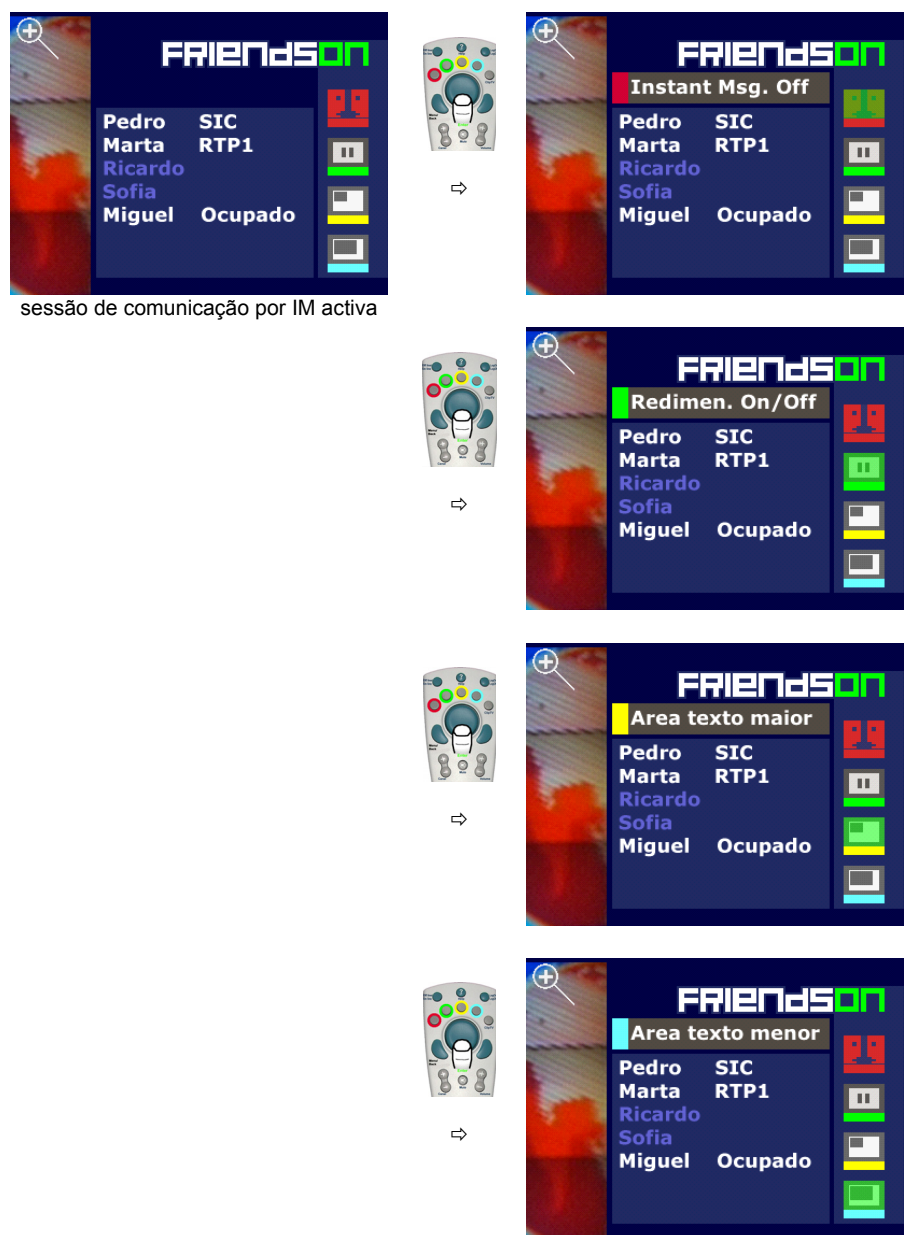 FRIENDSON
Pedro SIC
Marta RTP1
Ricardo
Sofia
Miguel Ocupado
sessão de comunicação por IM activa
⇨
FRIENDSON
Instant Msg. Off
Pedro SIC
Marta RTP1
Ricardo
Sofia
Miguel Ocupado
⇨
FRIENDSON
Redimen. On/Off
Pedro SIC
Marta RTP1
Ricardo
Sofia
Miguel Ocupado
⇨
FRIENDSON
Area texto maior
Pedro SIC
Marta RTP1
Ricardo
Sofia
Miguel Ocupado
⇨
FRIENDSON
Area texto menor
Pedro SIC
Marta RTP1
Ricardo
Sofia
Miguel Ocupado
⇨